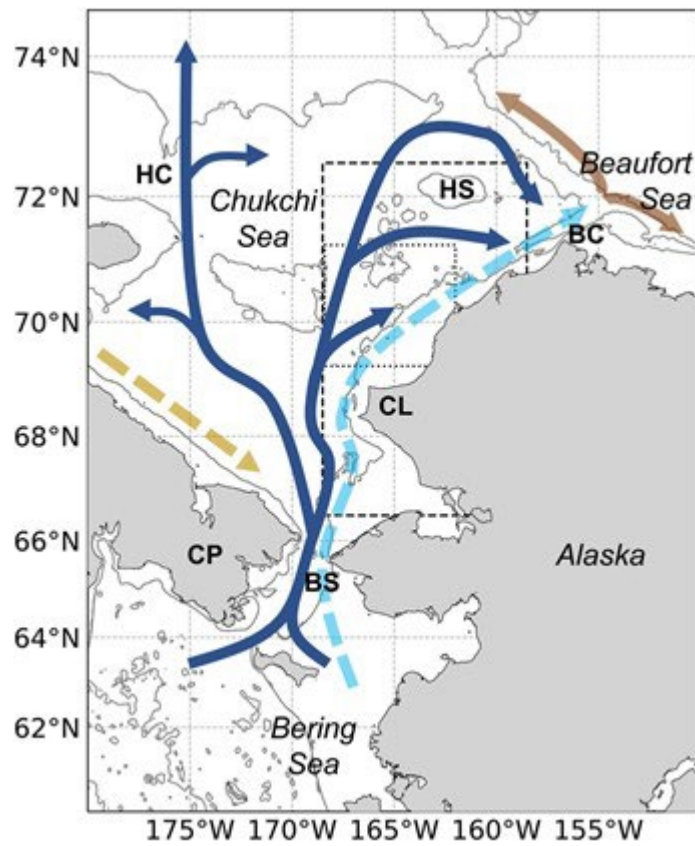 74°N
Beaufort
Sea
HC
HS
72°N
Chukchi
Sea
BC
70°N
CL
68°N
66°N
CP
BS
Alaska
64°N
62°N
Bering
Sea
175°W 170°W 165°W 160°W 155°W